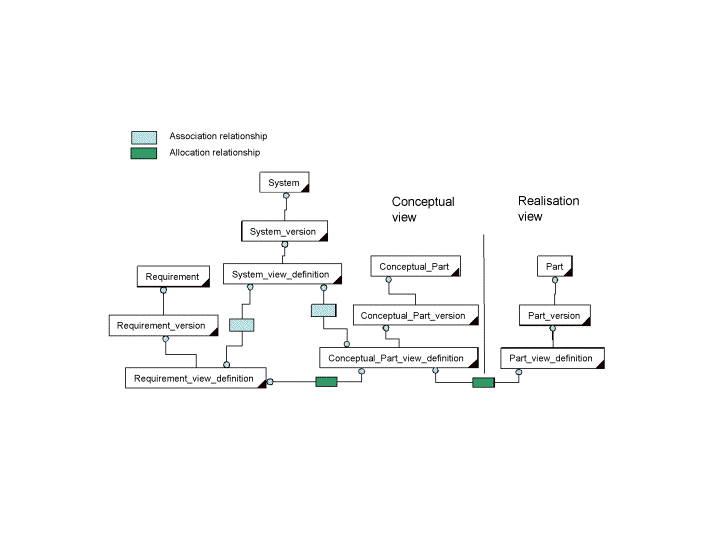 Association relationship
Allocation relationship
System
Conceptual
view
Realisation
view
System_version
System_view_definition
Conceptual_Part
Part
Requirement
Requirement_version
Conceptual_Part_version
Part_version
Conceptual_Part_view_definition
Part_view_definition
Requirement_view_definition